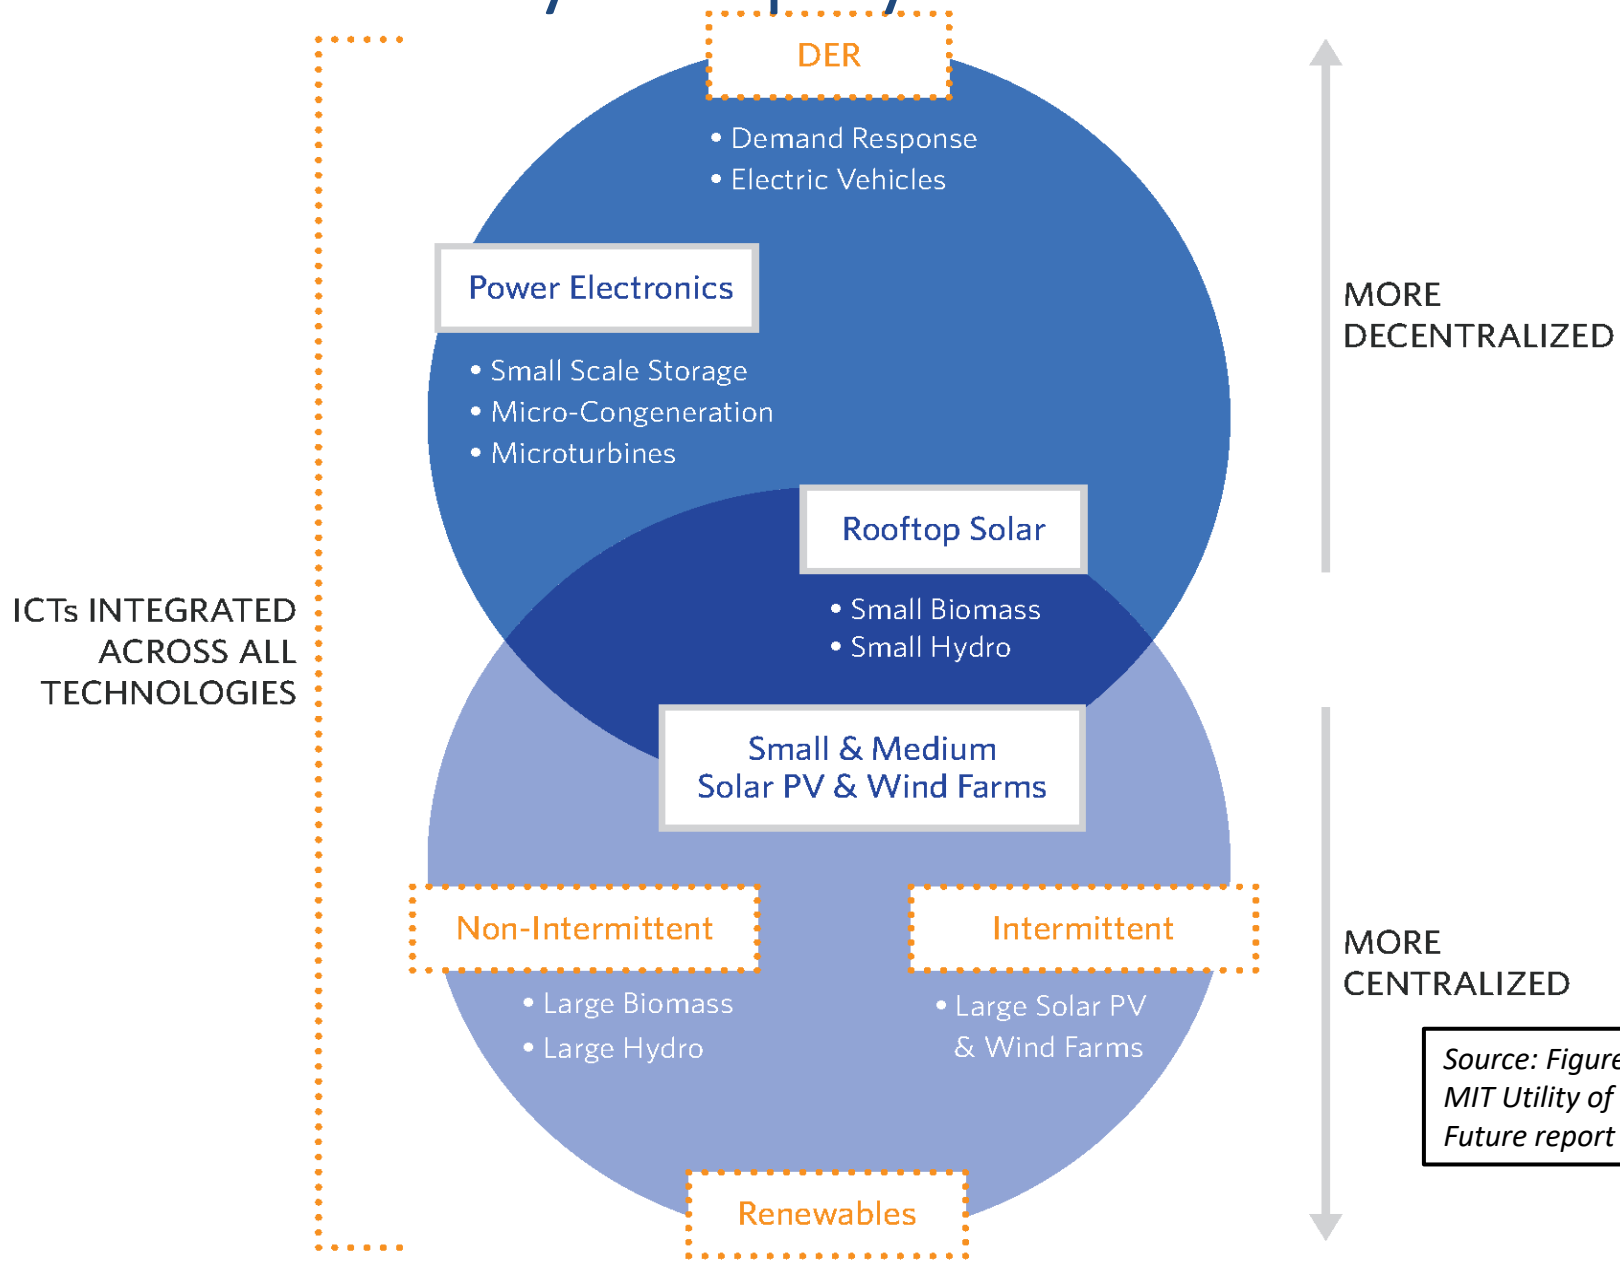 DER
• Demand Response
• Electric Vehicles
Power Electronics
• Small Scale Storage
• Micro-Congeneration
• Microturbines
Rooftop Solar
• Small Biomass
• Small Hydro
Small & Medium
Solar PV & Wind Farms
Non-Intermittent
• Large Biomass
• Large Hydro
Intermittent
• Large Solar PV
& Wind Farms
Renewables
ICTs INTEGRATED
ACROSS ALL
TECHNOLOGIES
MORE
DECENTRALIZED
MORE
CENTRALIZED
Source: Figure
MIT Utility of
Future report